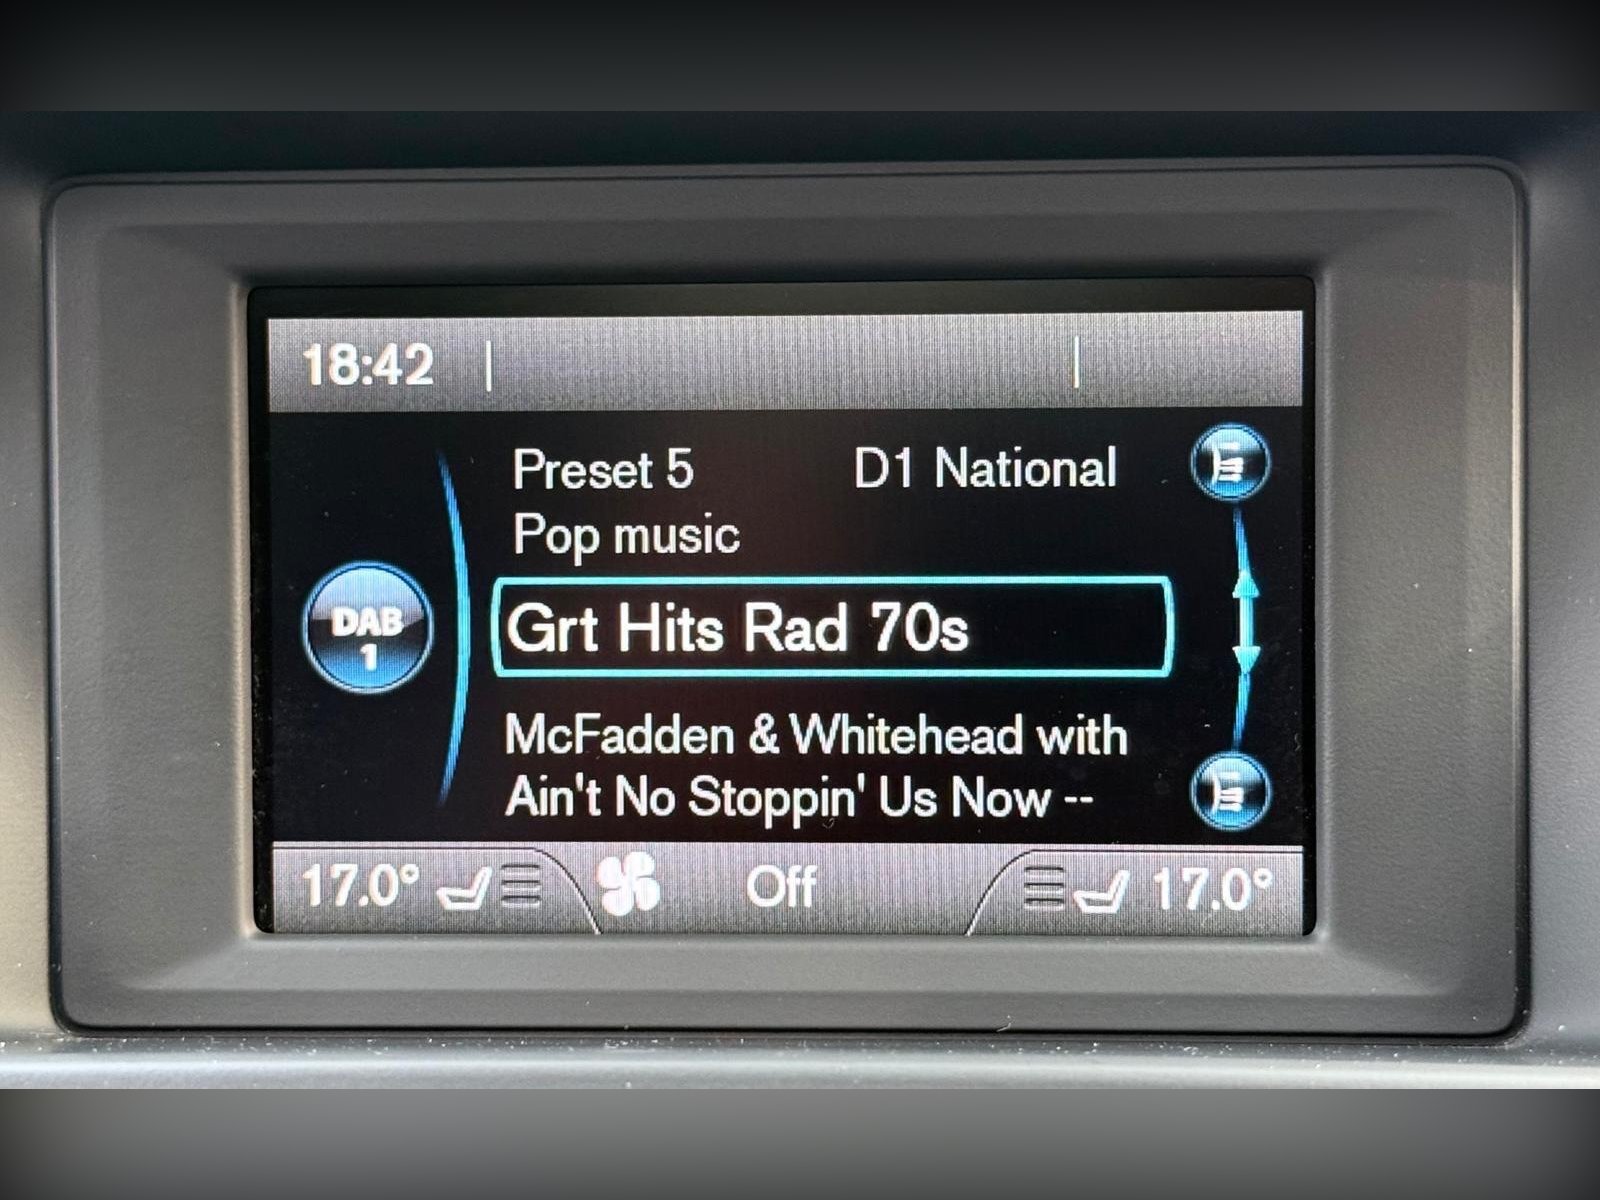 18:42
Preset 5 D1 National
Pop music
DAB
1
Grt Hits Rad 70s
McFadden & Whitehead with
Ain't No Stoppin' Us Now --
17.0° Off 17.0°